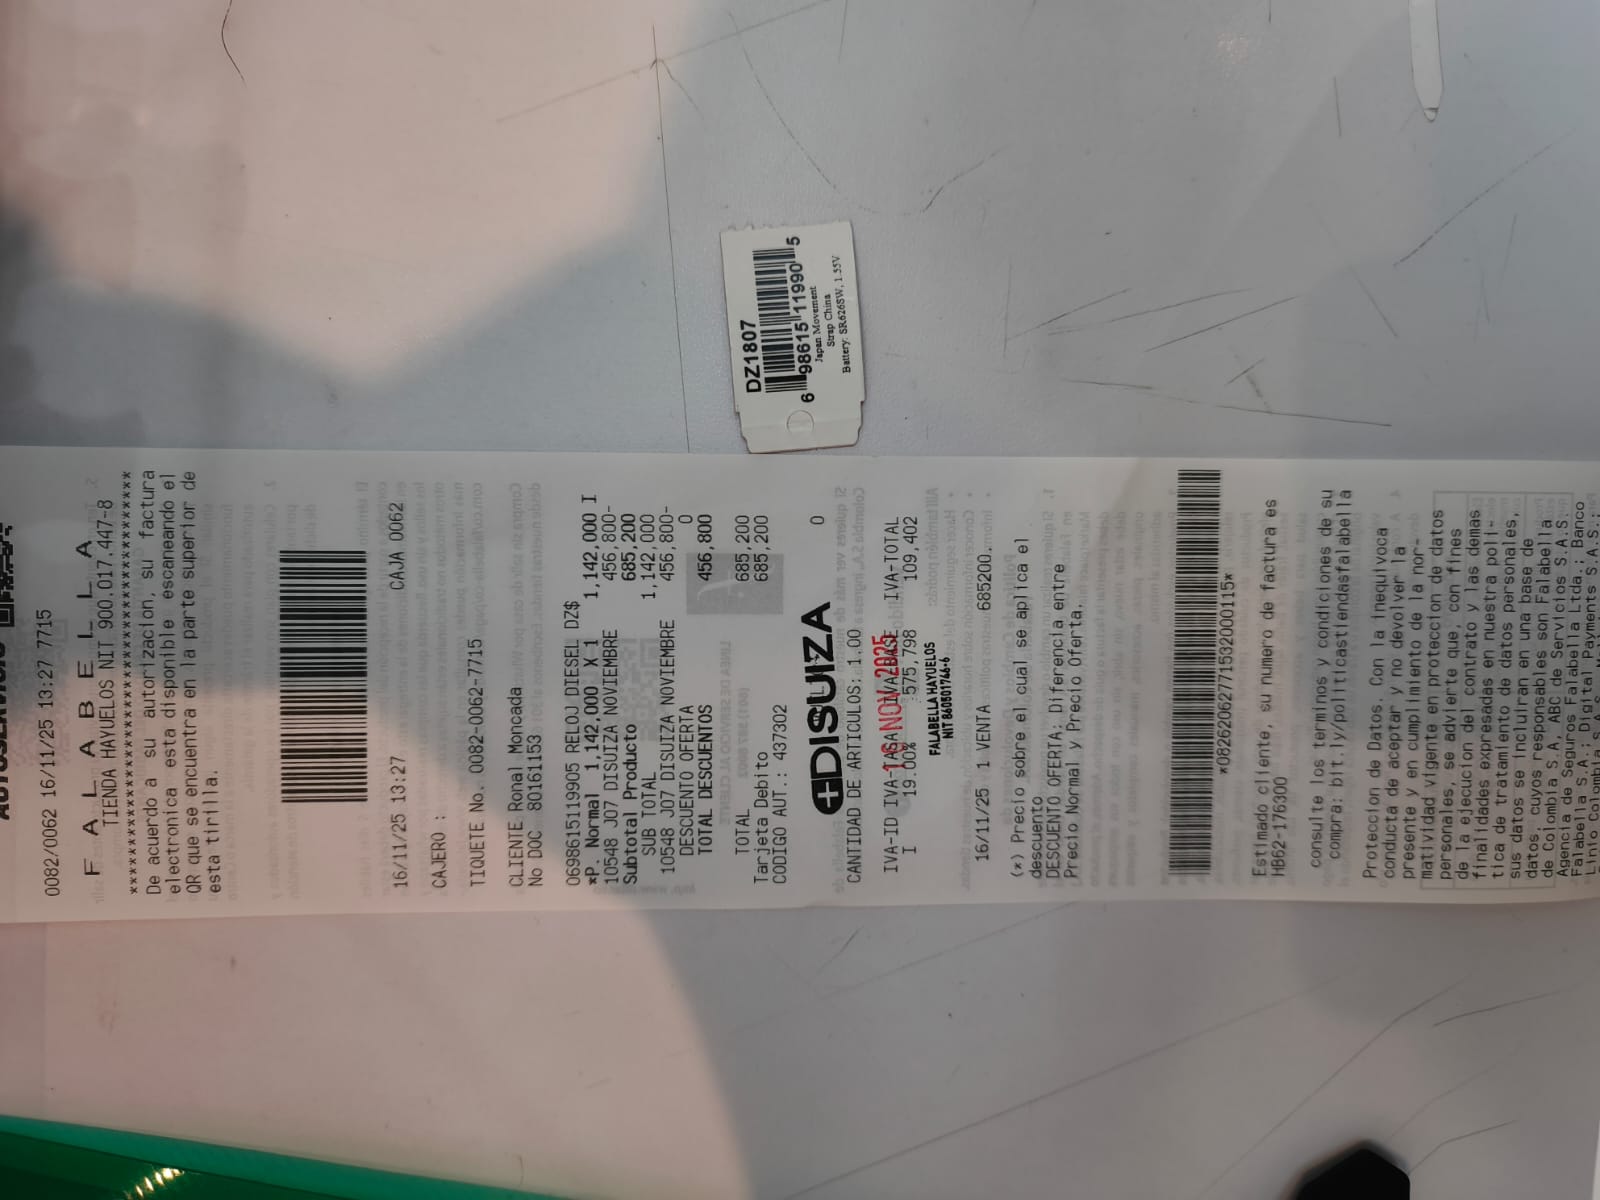 0082/0062 16/11/25 13:27 7715
F A L A B E L L A
TIENDA HAYUELOS NIT 900.017.447-8
De acuerdo a su autorizacion, su factura
electronica esta disponible escaneando el
QR que se encuentra en la parte superior de
esta tirilla.
16/11/25 13:27 CAJA 0062
CAJERO :
TIQUETE No. 0082-0062-7715
CLIENTE Ronal Moncada
No DOC 80161153
0698615119905 RELOJ DIESEL DZ$
*P. Normal 1,142,000 X 1 1,142,000 I
10548 J07 DISUIZA NOVIEMBRE 456,800-
Subtotal Producto 685,200
SUB TOTAL 1,142,000
10548 J07 DISUIZA NOVIEMBRE 456,800-
DESCUENTO OFERTA 0
TOTAL DESCUENTOS 456,800
TOTAL 685,200
Tarjeta Debito 685,200
CODIGO AUT.: 437302
0
DISUIZA
CANTIDAD DE ARTICULOS: 1.00
IVA-ID IVA-TASA IVA-BASE IVA-TOTAL
I 19.00% 575,798 109,402
16 NOV 2025
FALABELLA HAYUELOS
NIT 860501746-6
16/11/25 1 VENTA 685200.
(*) Precio sobre el cual se aplica el
descuento
DESCUENTO OFERTA: Diferencia entre
Precio Normal y Precio Oferta.
*08262062771532000115*
Estimado cliente, su numero de factura es
H862-176300
consulte los terminos y condiciones de su
compra: bit.ly/politicastiendasfalabella
Proteccion de Datos. Con la inequivoca
conducta de aceptar y no devolver la
presente y en cumplimiento de la nor-
matividad vigente en proteccion de datos
personales, se advierte que, con fines
de la ejecucion del contrato y las demas
finalidades expresadas en nuestra poli-
tica de tratamiento de datos personales,
sus datos se incluiran en una base de
datos, cuyos responsables son Falabella
de Colombia S.A, ABC de Servicios S.A.S.
Agencia de Seguros Falabella Ltda.; Banco
Falabella S.A.; Digital Payments S.A.S.;
DZ1807
6 98615 11990 5
Japan Movement
Strap China
Battery: SR626SW, 1.55V